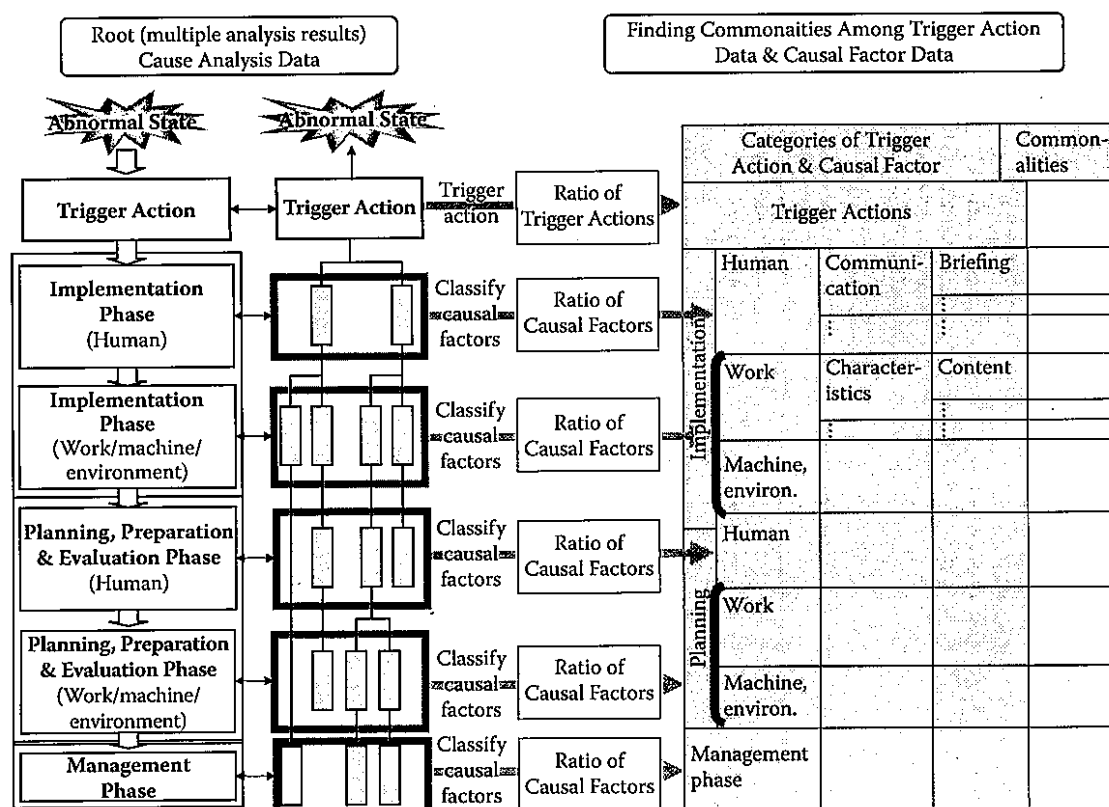 Root (multiple analysis results)
Cause Analysis Data
Finding Commonaities Among Trigger Action
Data & Causal Factor Data
Abnormal State
Abnormal State
Categories of Trigger
Action & Causal Factor
Common-
alities
Trigger Action
Trigger Action
Trigger
action
Ratio of
Trigger Actions
Trigger Actions
Implementation
Phase
(Human)
Classify
causal
factors
Ratio of
Causal Factors
Implementation
Human
Communi-
cation
⋮
Briefing
⋮
⋮
Implementation
Phase
(Work/machine/
environment)
Classify
causal
factors
Ratio of
Causal Factors
Work
Character-
istics
⋮
Content
⋮
⋮
Machine,
environ.
Planning, Preparation
& Evaluation Phase
(Human)
Classify
causal
factors
Ratio of
Causal Factors
Planning
Human
Planning, Preparation
& Evaluation Phase
(Work/machine/
environment)
Classify
causal
factors
Ratio of
Causal Factors
Work
Machine,
environ.
Management
Phase
Classify
causal
factors
Ratio of
Causal Factors
Management
phase